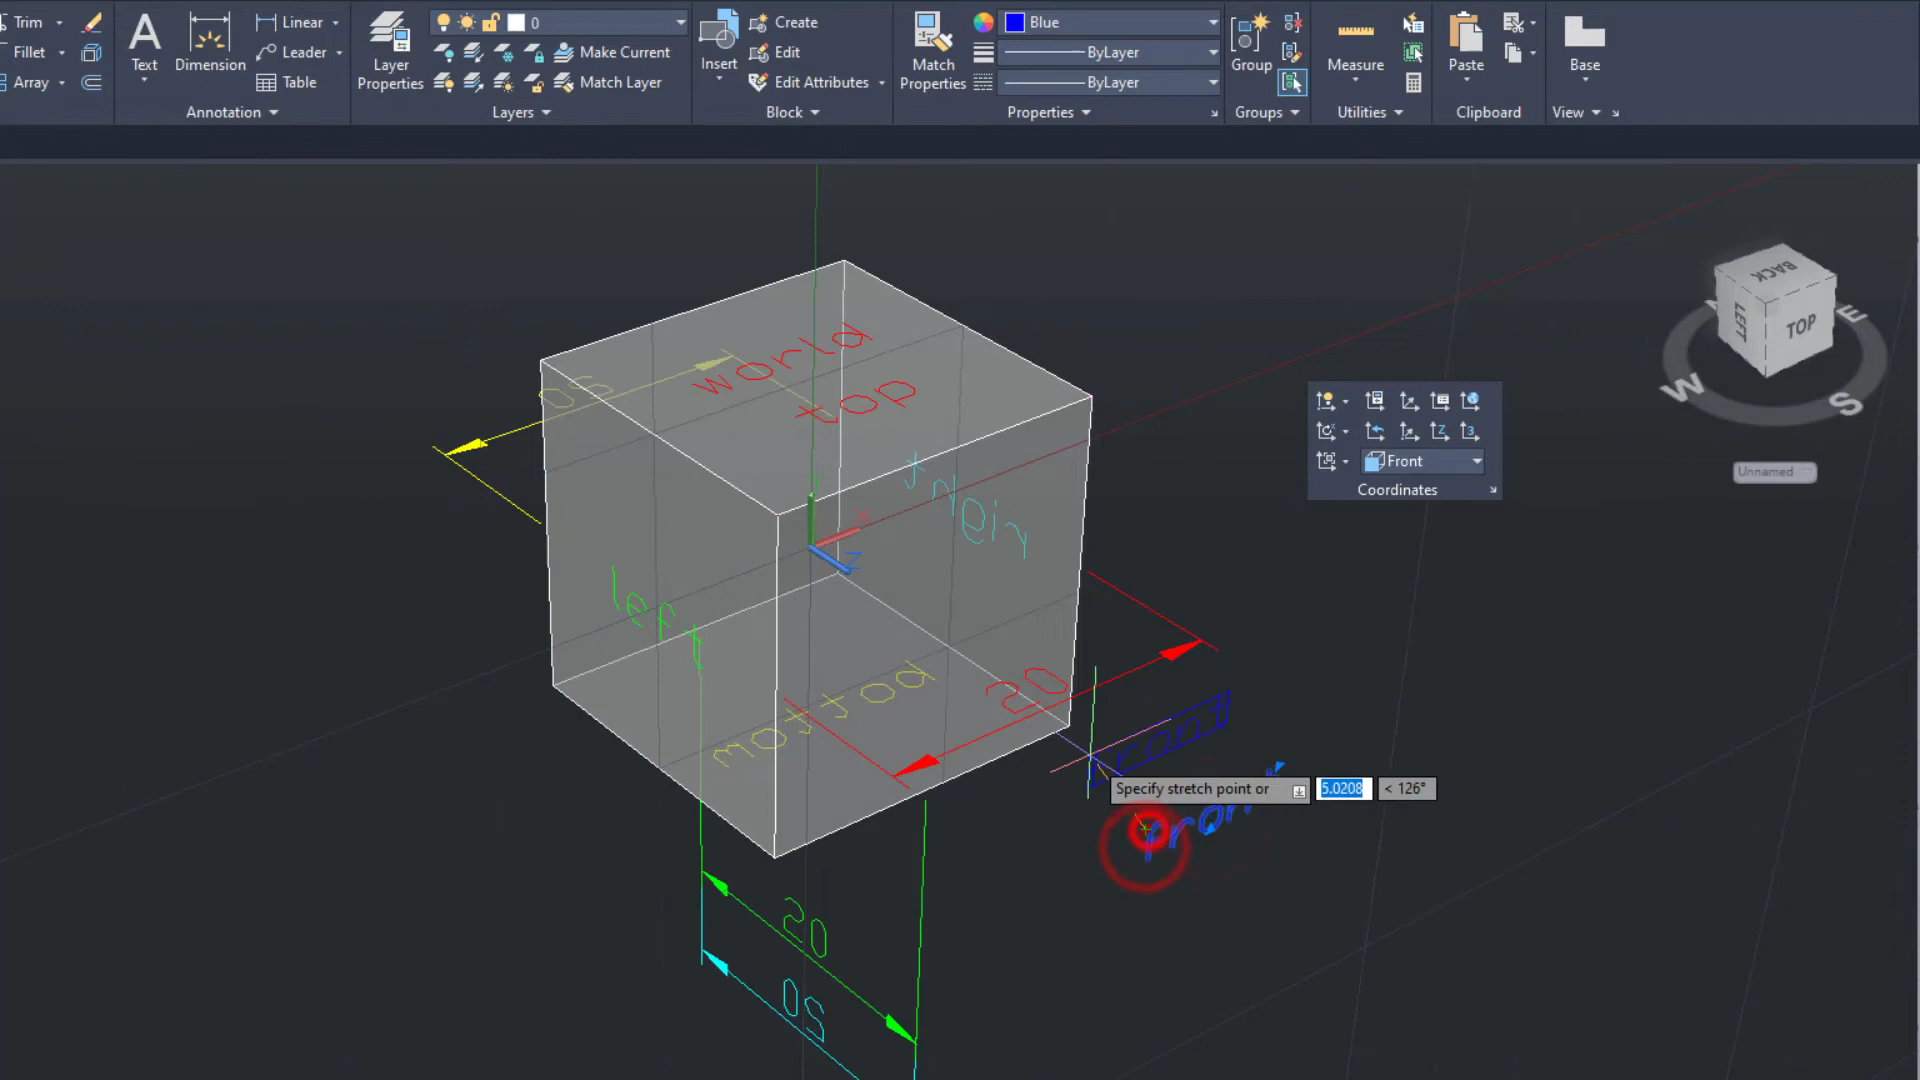 Trim
Fillet
Array
Text
Dimension
Linear
Leader
Table
Annotation
Layer
Properties
0
Make Current
Match Layer
Layers
Insert
Create
Edit
Edit Attributes
Block
Match
Properties
Blue
ByLayer
ByLayer
Properties
Group
Groups
Measure
Utilities
Paste
Clipboard
Base
View
BACK
LEFT
TOP
E
W
S
Unnamed
Front
Coordinates
world
top
20
X
Z
right
left
bottom
20
front
Specify stretch point or
5.0208
< 126°
front
20
20